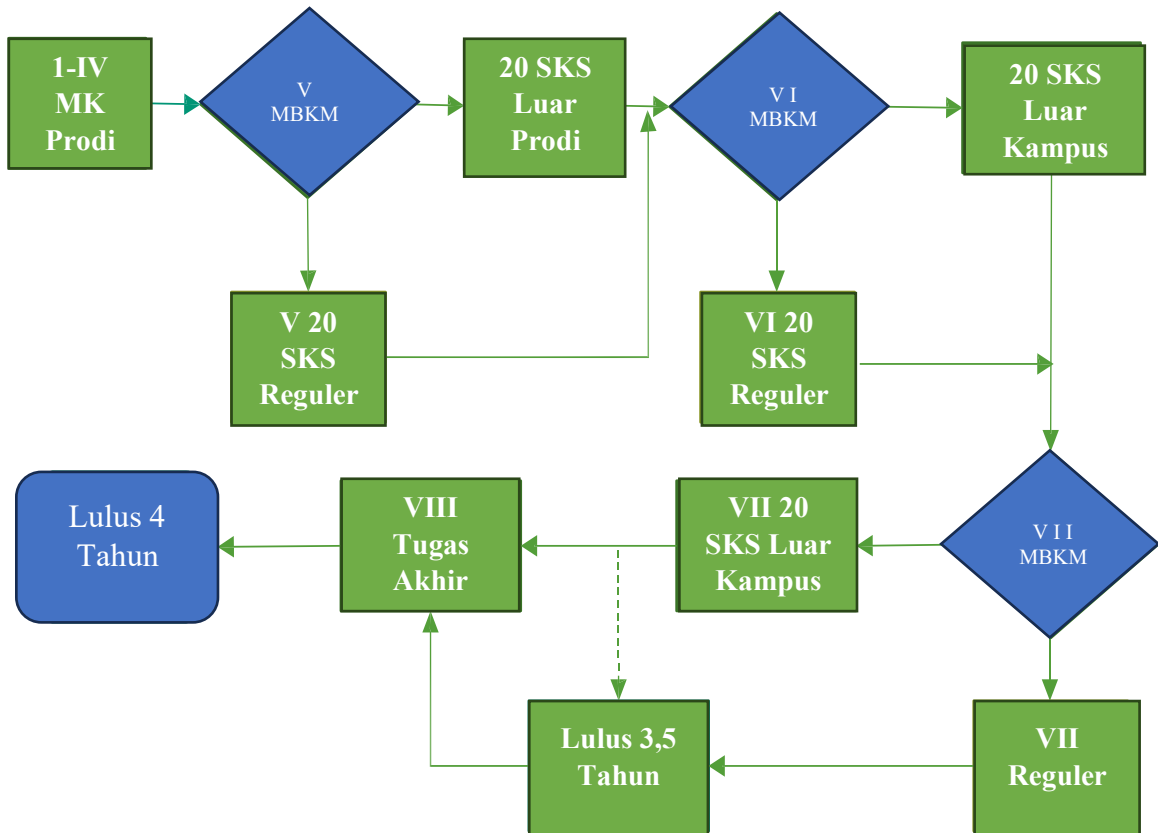 1-IV
MK
Prodi
V
MBKM
20 SKS
Luar
Prodi
V I
MBKM
20 SKS
Luar
Kampus
V 20
SKS
Reguler
VI 20
SKS
Reguler
Lulus 4
Tahun
VIII
Tugas
Akhir
VII 20
SKS Luar
Kampus
V I I
MBKM
Lulus 3,5
Tahun
VII
Reguler